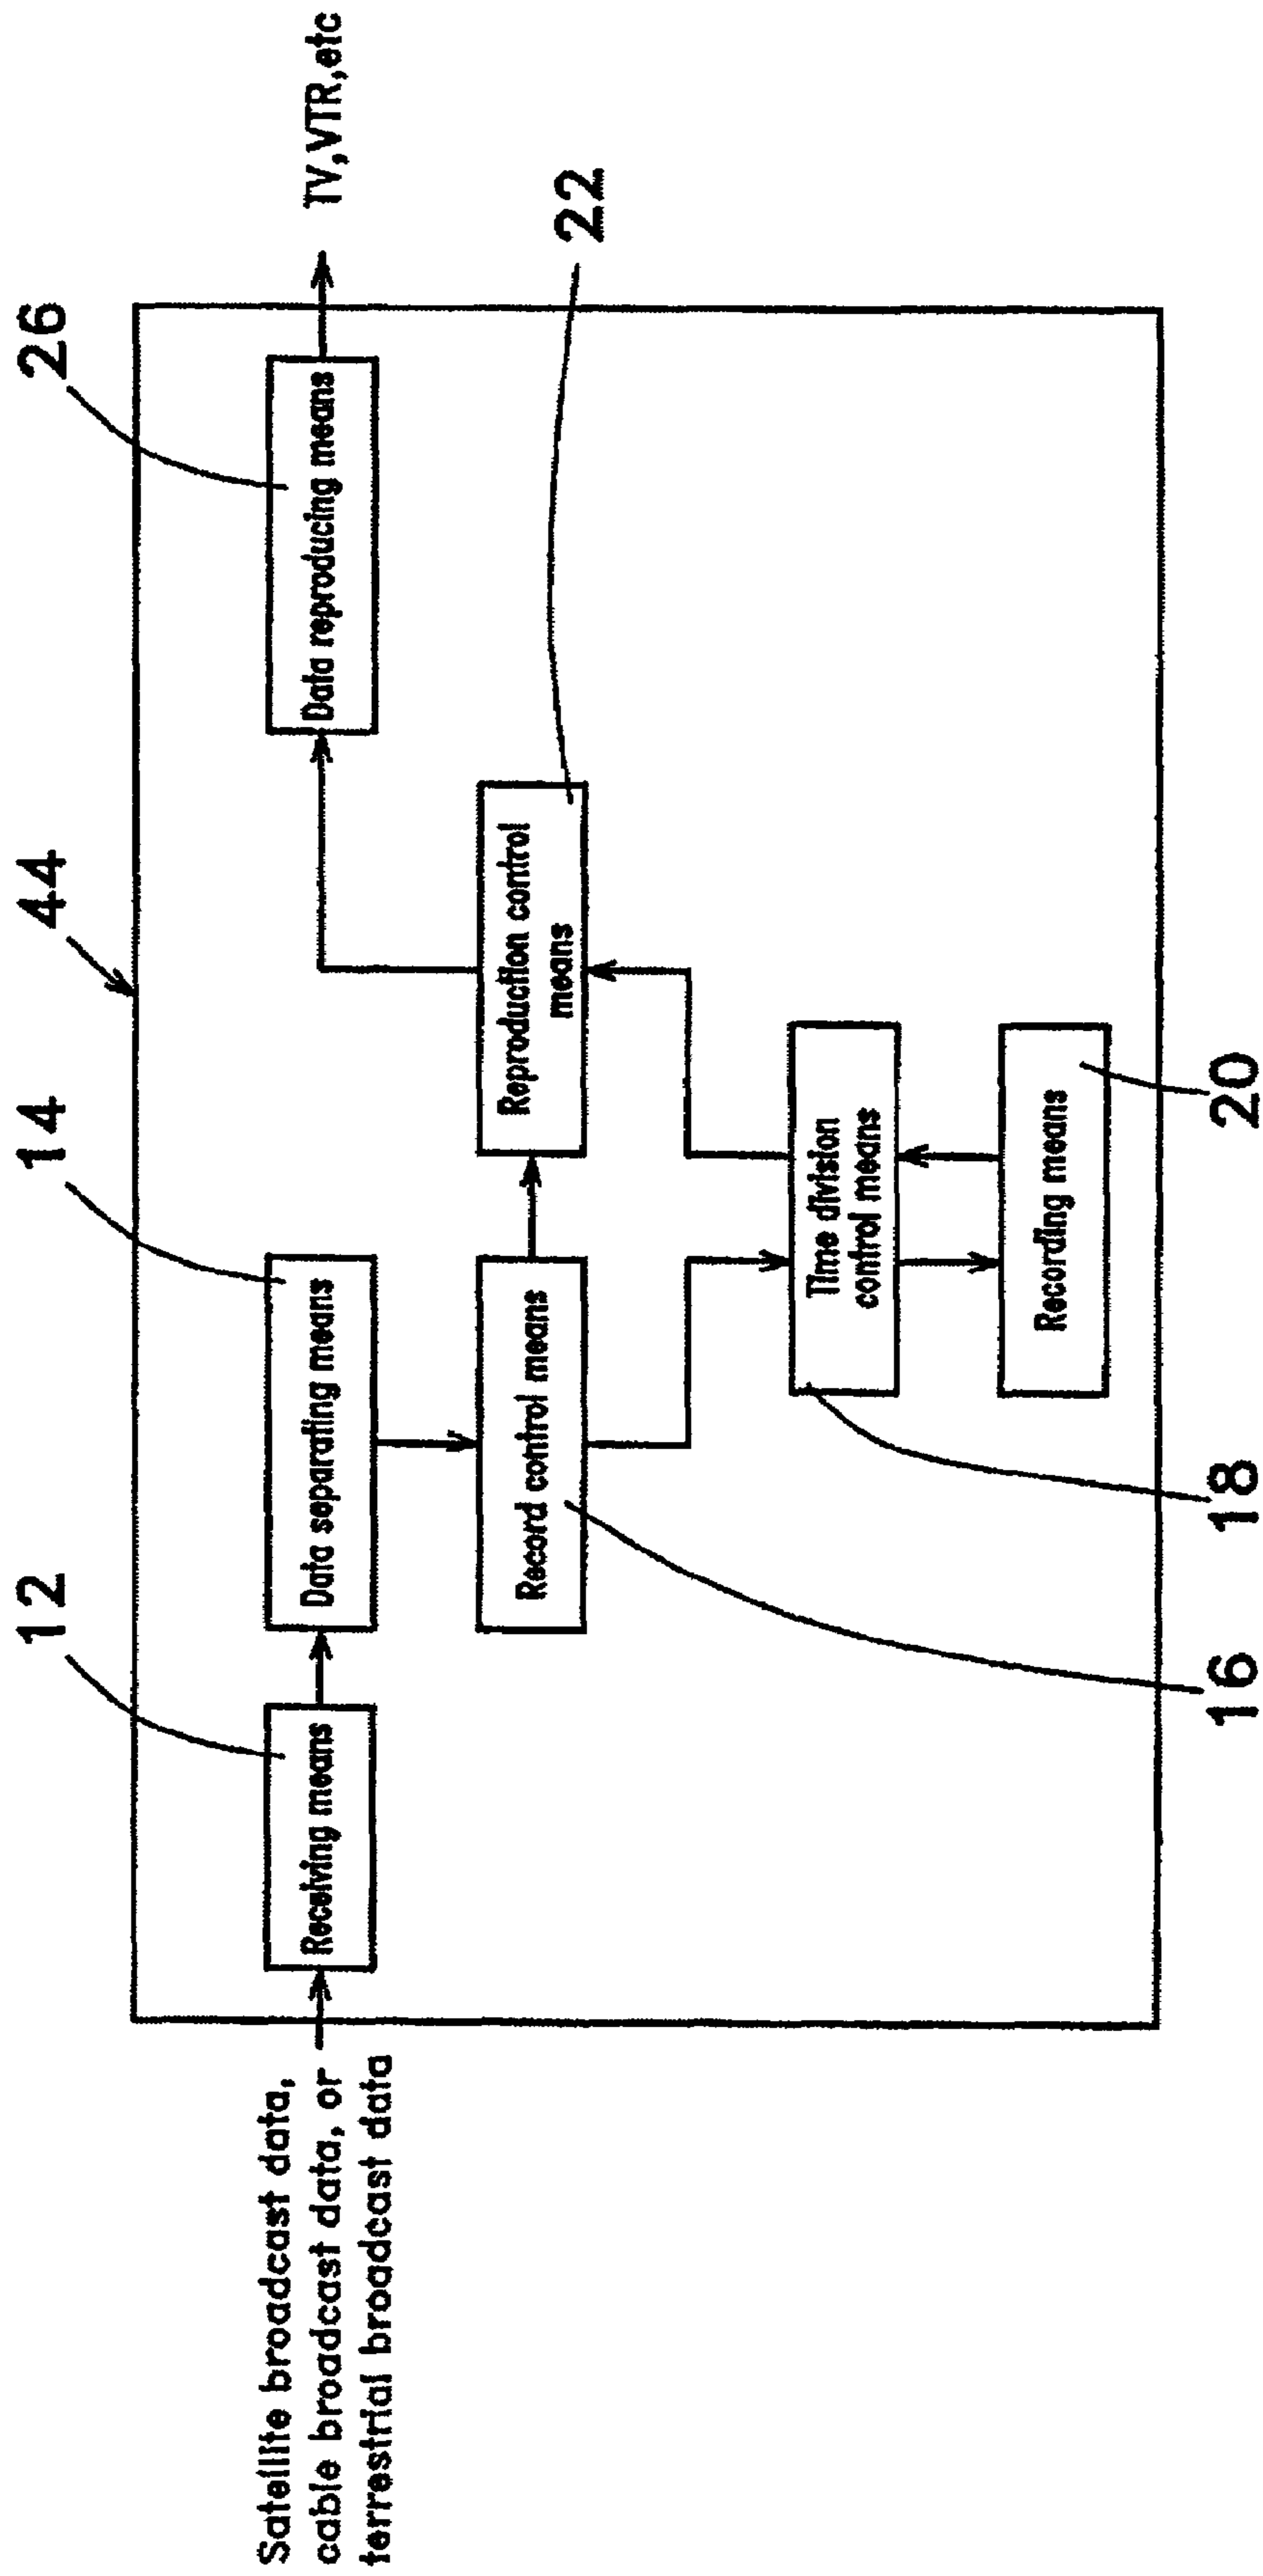 12
14
44
26
Satellite broadcast data,
cable broadcast data, or
terrestrial broadcast data
Receiving means
Data separating means
Data reproducing means
TV,VTR,etc
Record control means
Reproduction control
means
22
Time division
control means
Recording means
16
18
20